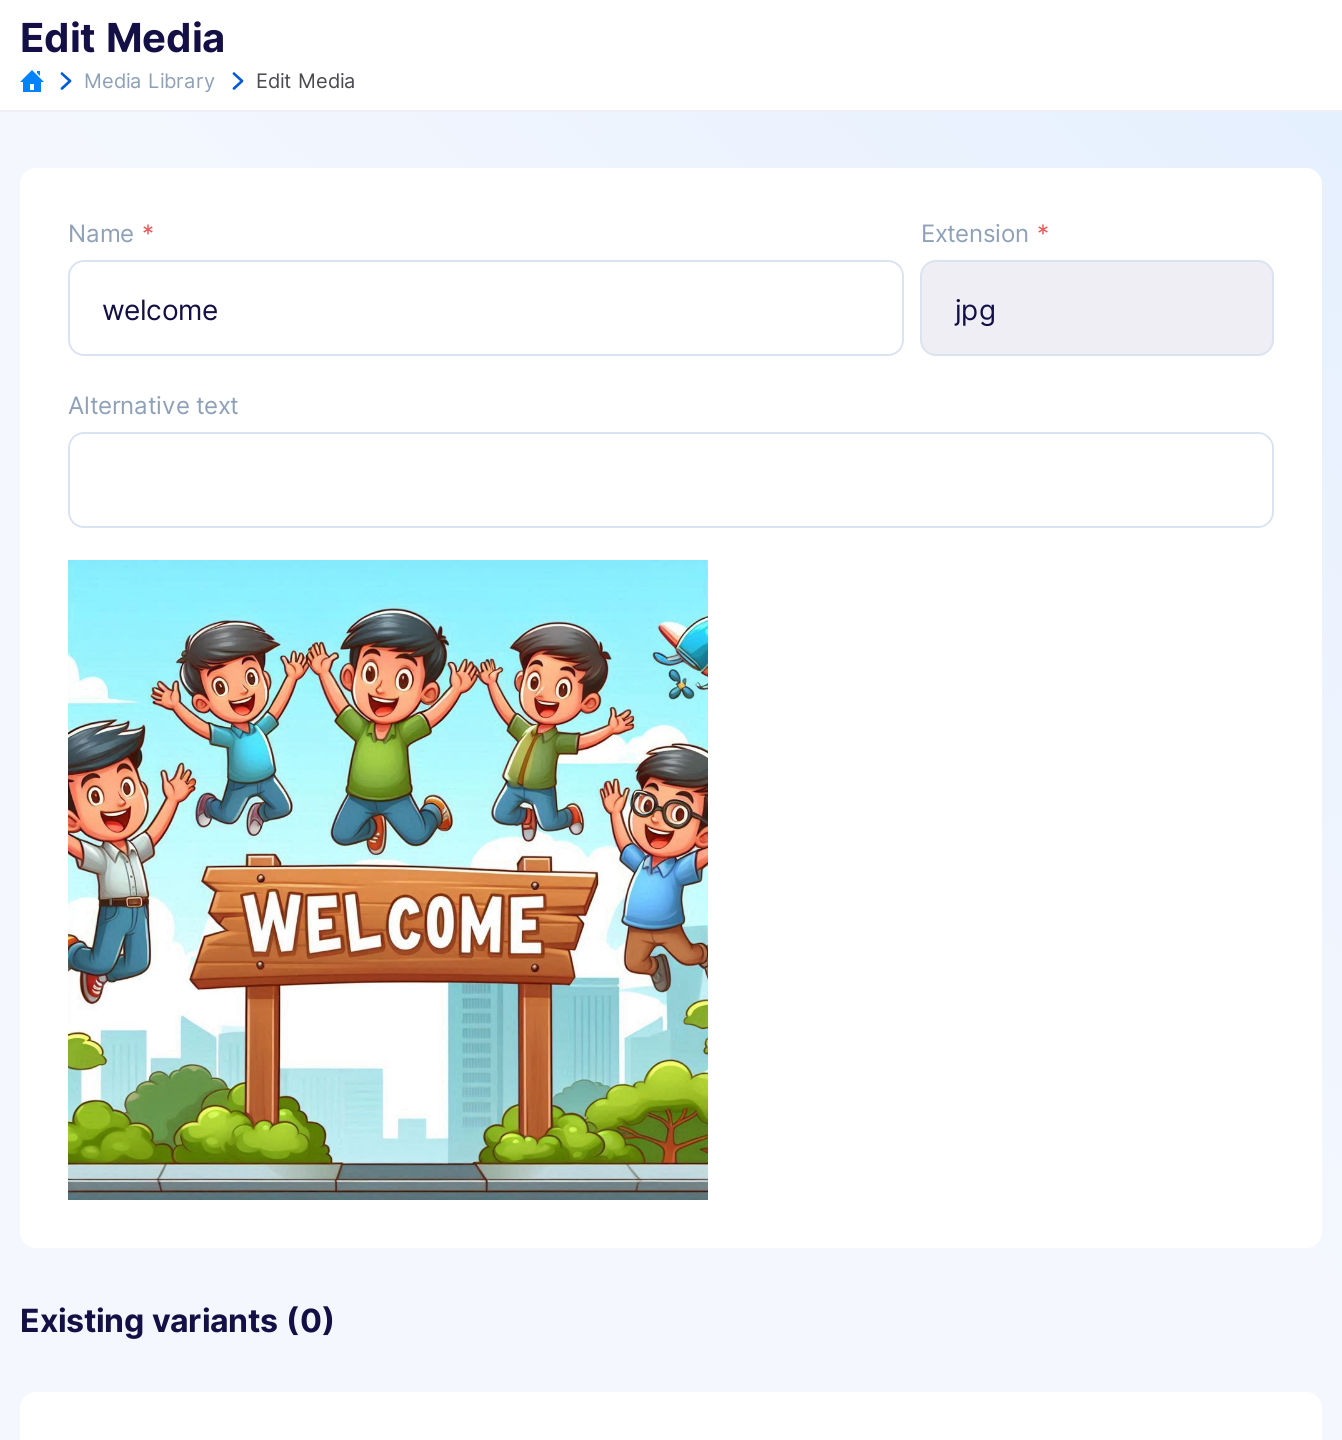 Edit Media
Media Library Edit Media
Name * Extension *
welcome jpg
Alternative text
WELCOME
Existing variants (0)